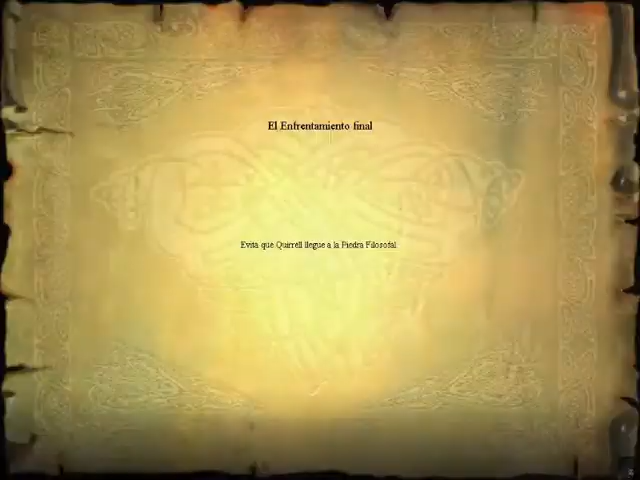 El Enfrentamiento final
Evita que Quirrell llegue a la Piedra Filosofal.